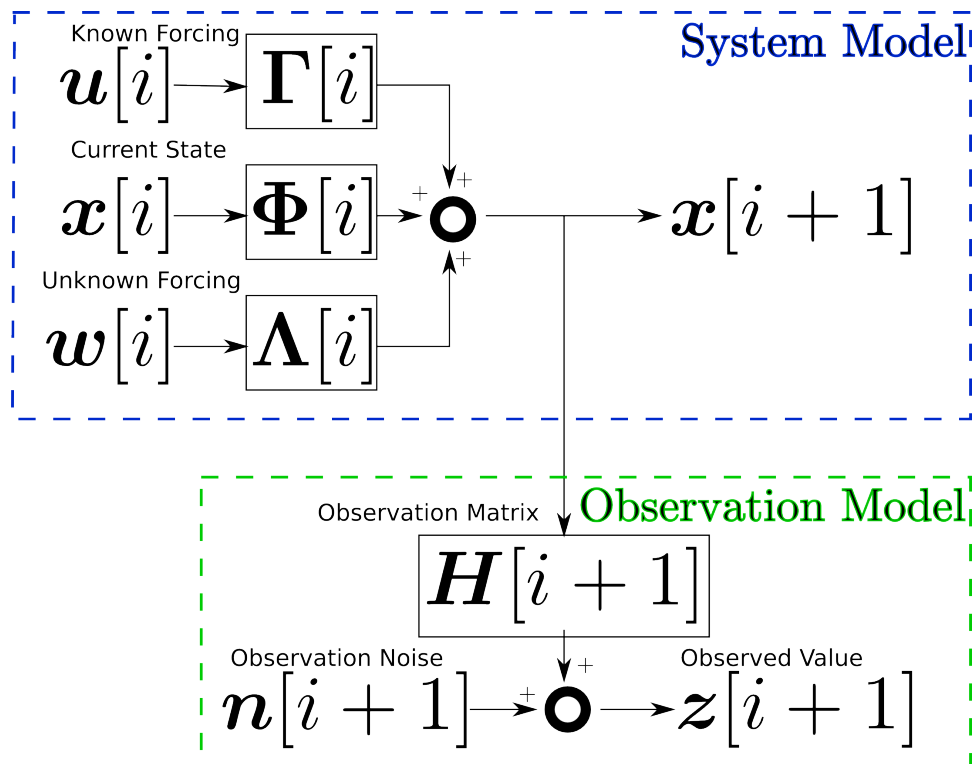 System Model
Known Forcing
u[i] Γ[i]
+ +
Current State
x[i] Φ[i] x[i + 1]
+
Unknown Forcing
w[i] Λ[i]
Observation Model
Observation Matrix
H[i + 1]
+
Observation Noise
+
Observed Value
n[i + 1] z[i + 1]